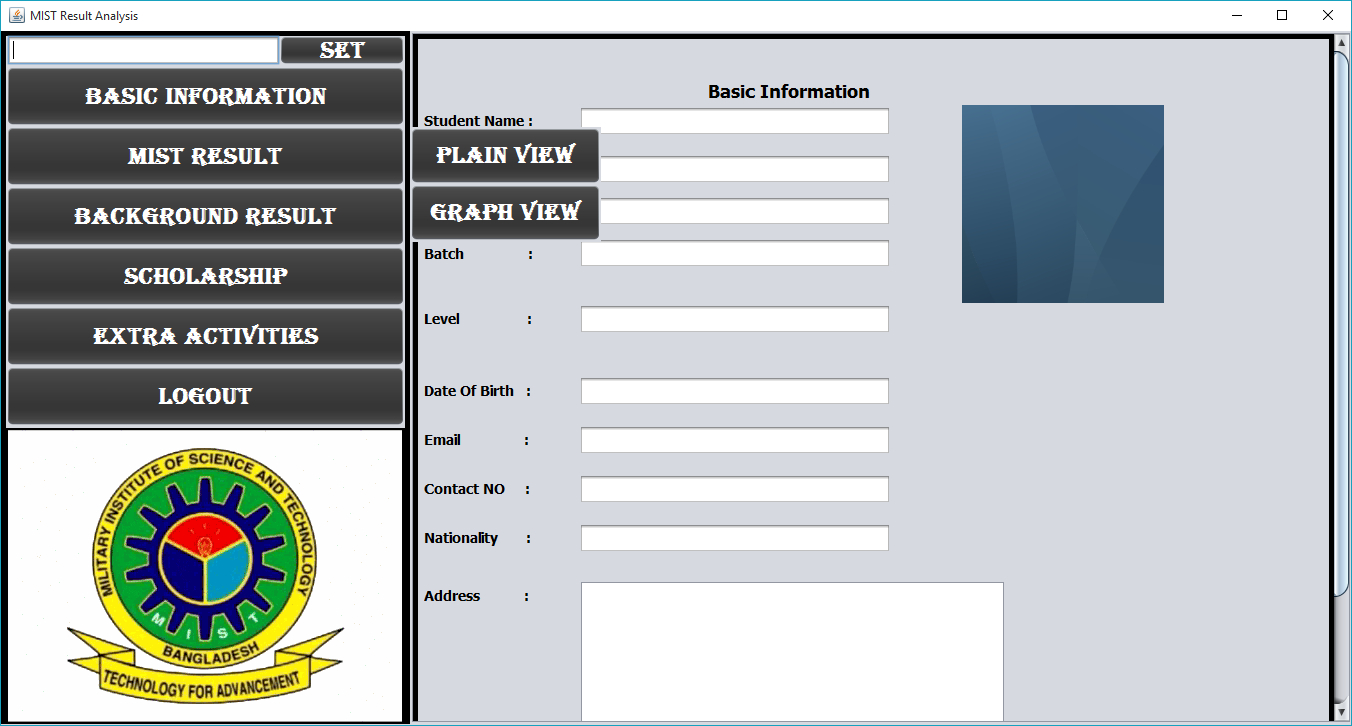 MIST Result Analysis
SET
BASIC INFORMATION
MIST RESULT
BACKGROUND RESULT
SCHOLARSHIP
EXTRA ACTIVITIES
LOGOUT
MILITARY INSTITUTE OF SCIENCE AND TECHNOLOGY
M I S T
BANGLADESH
TECHNOLOGY FOR ADVANCEMENT
PLAIN VIEW
GRAPH VIEW
Basic Information
Student Name :
Batch :
Level :
Date Of Birth :
Email :
Contact NO :
Nationality :
Address :